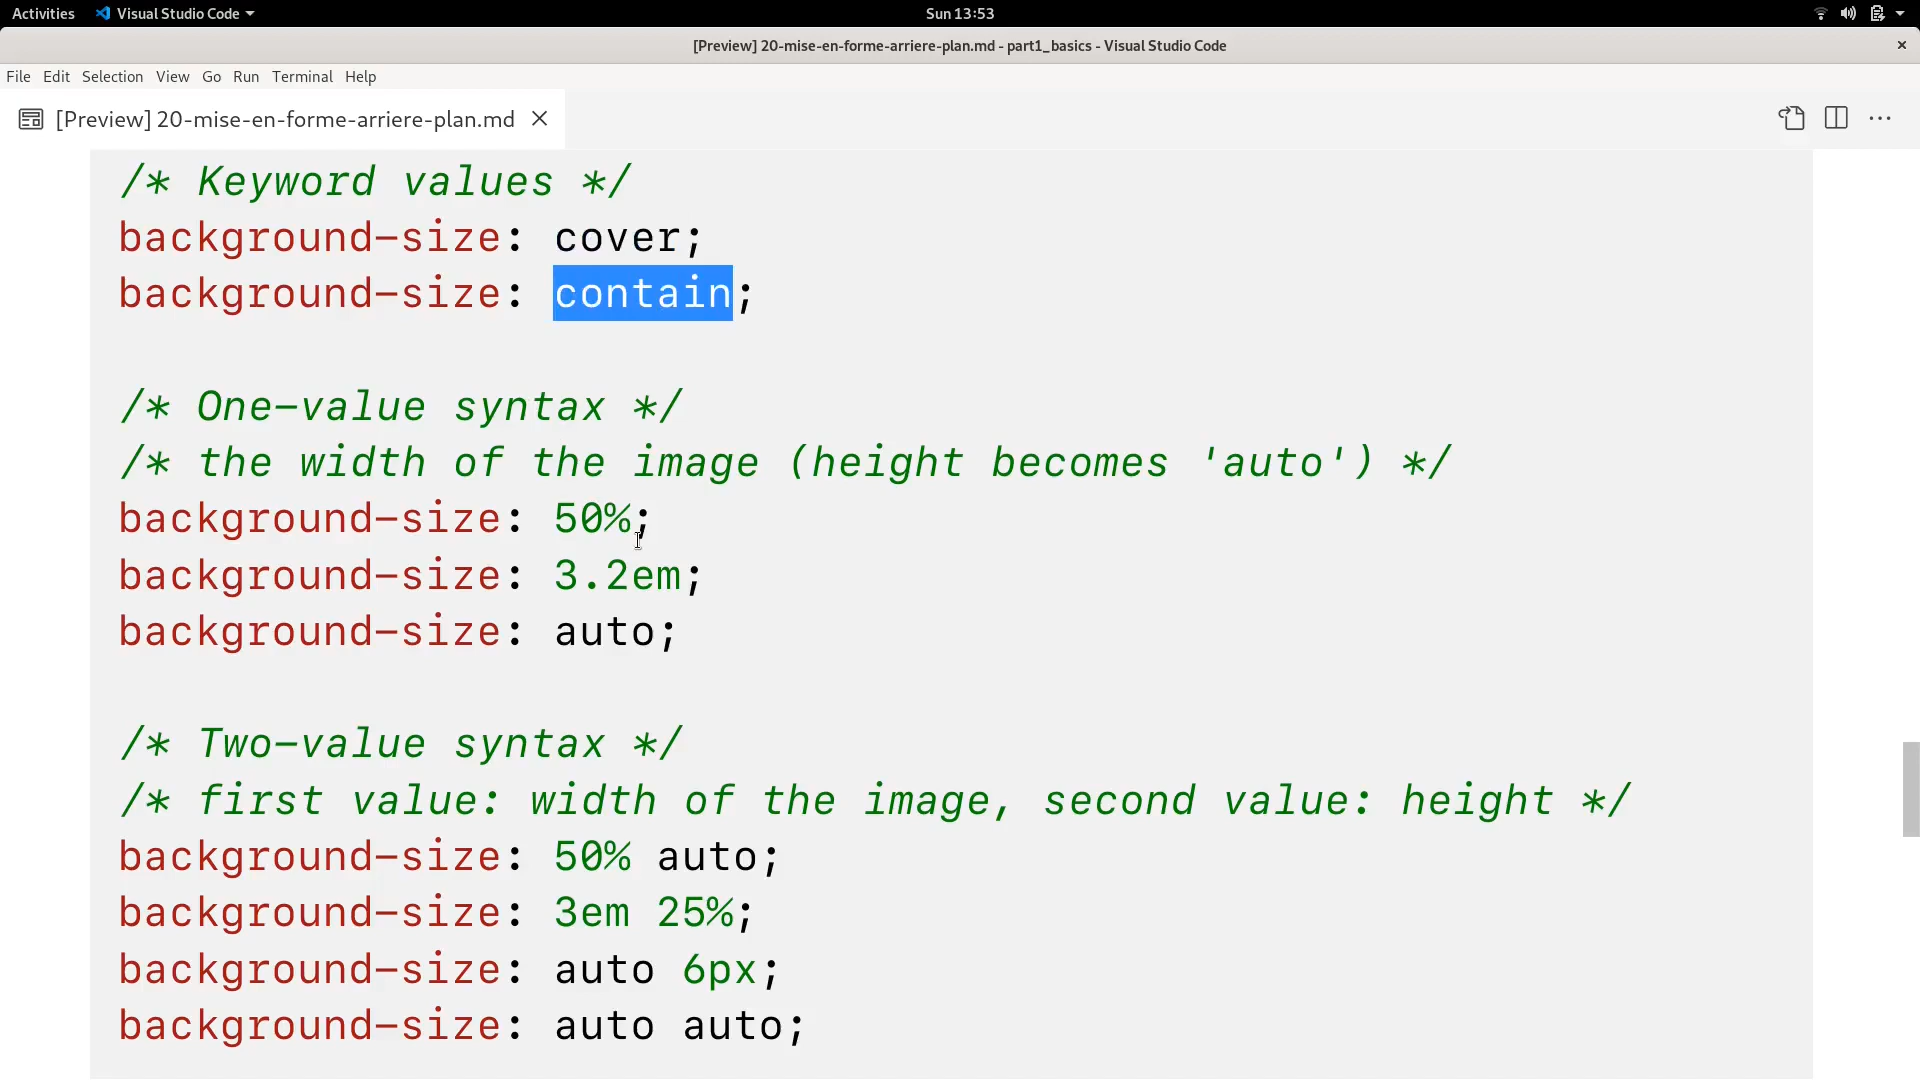 Activities
Visual Studio Code
Sun 13:53
[Preview] 20-mise-en-forme-arriere-plan.md - part1_basics - Visual Studio Code
File Edit Selection View Go Run Terminal Help
[Preview] 20-mise-en-forme-arriere-plan.md
/* Keyword values */
background-size: cover;
background-size: contain;
/* One-value syntax */
/* the width of the image (height becomes 'auto') */
background-size: 50%;
background-size: 3.2em;
background-size: auto;
/* Two-value syntax */
/* first value: width of the image, second value: height */
background-size: 50% auto;
background-size: 3em 25%;
background-size: auto 6px;
background-size: auto auto;